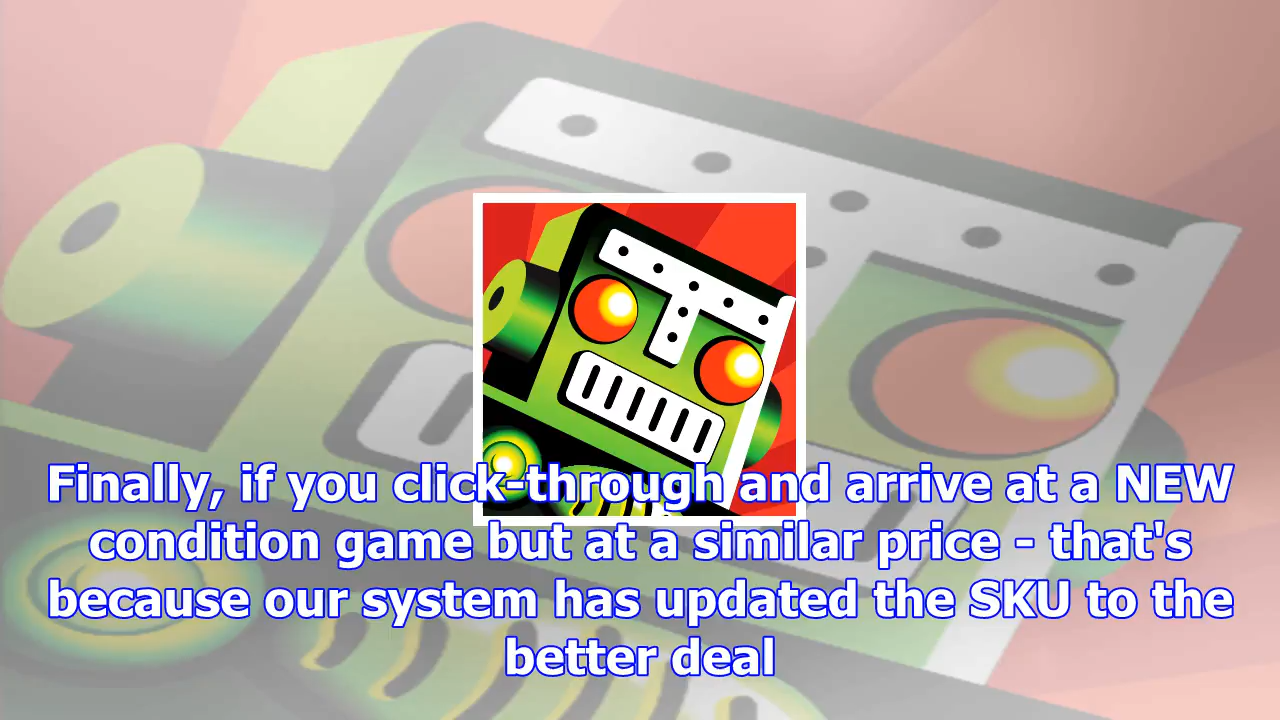 Finally, if you click-through and arrive at a NEW
condition game but at a similar price - that's
because our system has updated the SKU to the
better deal